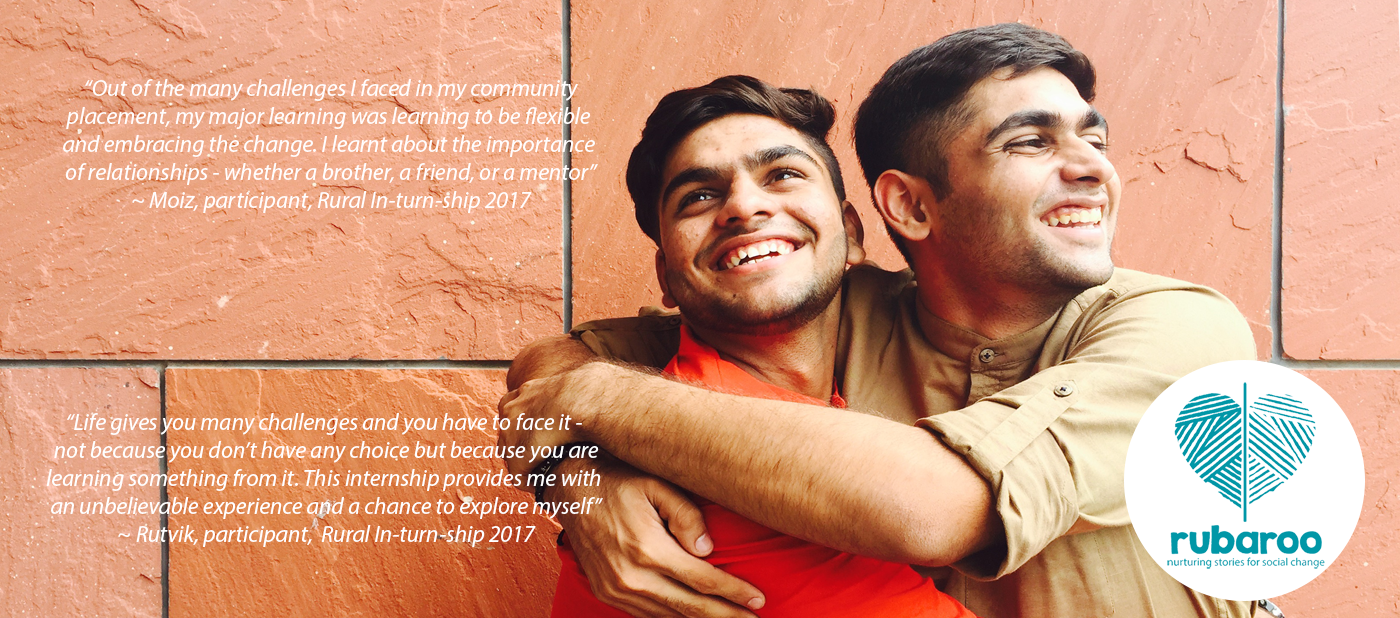 “Out of the many challenges I faced in my community
placement, my major learning was learning to be flexible
and embracing the change. I learnt about the importance
of relationships - whether a brother, a friend, or a mentor”
~ Moiz, participant, Rural In-turn-ship 2017
“Life gives you many challenges and you have to face it -
not because you don’t have any choice but because you are
learning something from it. This internship provides me with
an unbelievable experience and a chance to explore myself”
~ Rutvik, participant,  Rural In-turn-ship 2017
rubaroo
nurturing stories for social change